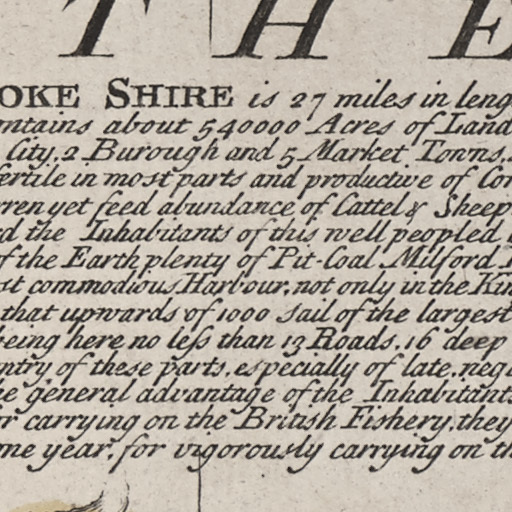 THE
OKE SHIRE is 27 miles in leng
ntains about 540000 Acres of Land
City, 2 Burough and 5 Market Towns,
fertile in most parts and productive of Cor
rren yet feed abundance of Cattel & Sheep
d the Inhabitants of this well peopled
of the Earth plenty of Pit-Coal Milford
st commodious Harbour, not only in the Kin
that upwards of 1000 sail of the largest
being here no less than 13 Roads, 16 deep
ntry of these parts, especially of late, negl
he general advantage of the Inhabitants
r carrying on the British Fishery, they
me year, for vigorously carrying on th